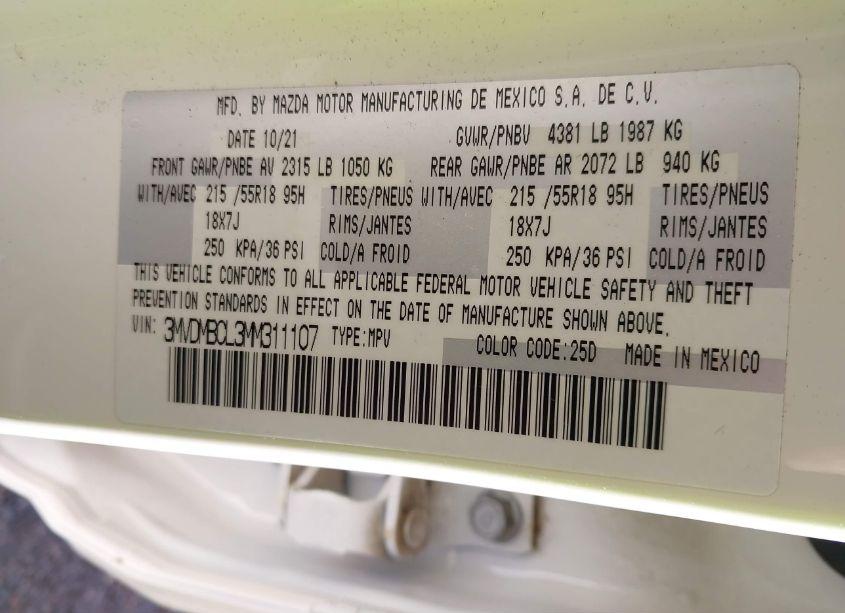 MFD. BY MAZDA MOTOR MANUFACTURING DE MEXICO S.A. DE C.V.
DATE 10/21 GVWR/PNBV 4381 LB 1987 KG
FRONT GAWR/PNBE AV 2315 LB 1050 KG REAR GAWR/PNBE AR 2072 LB 940 KG
WITH/AVEC 215 /55R18 95H TIRES/PNEUS WITH/AVEC 215 /55R18 95H TIRES/PNEUS
18X7J RIMS/JANTES 18X7J RIMS/JANTES
250 KPA/36 PSI COLD/A FROID 250 KPA/36 PSI COLD/A FROID
THIS VEHICLE CONFORMS TO ALL APPLICABLE FEDERAL MOTOR VEHICLE SAFETY AND THEFT
PREVENTION STANDARDS IN EFFECT ON THE DATE OF MANUFACTURE SHOWN ABOVE.
VIN: 3MVDMBCL3MM311107 TYPE:MPV COLOR CODE:25D MADE IN MEXICO